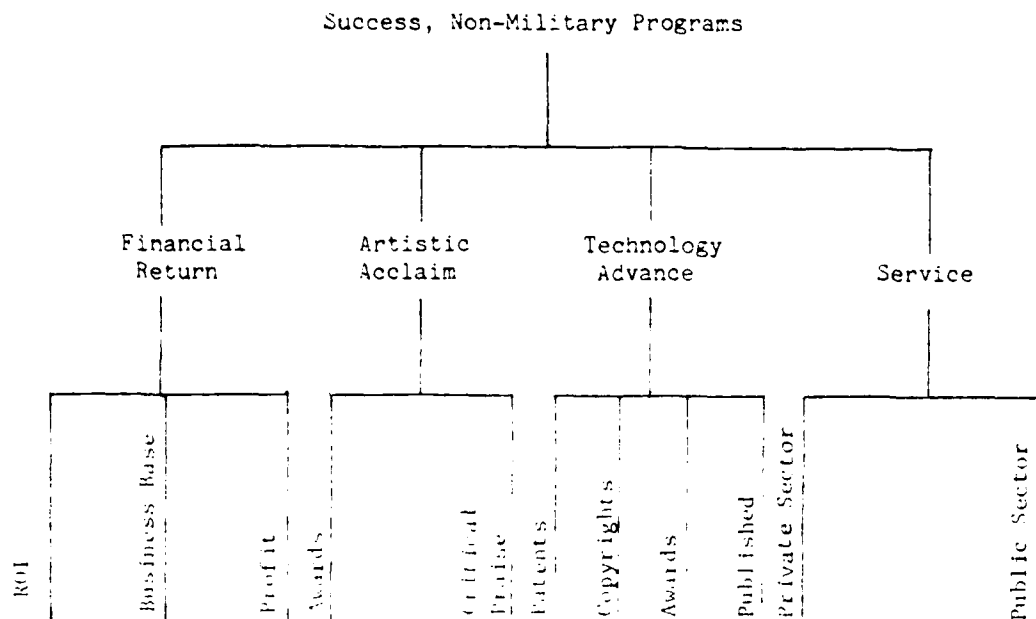 Success, Non-Military Programs
Financial
Return
Artistic
Acclaim
Technology
Advance
Service
ROI
Business Base
Profit
Awards
Critical
Praise
Patents
Copyrights
Awards
Published
Private Sector
Public Sector